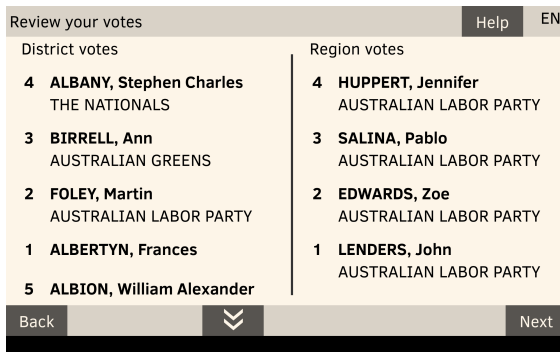 Review your votes
Help
EN
District votes
4 ALBANY, Stephen Charles
THE NATIONALS
3 BIRRELL, Ann
AUSTRALIAN GREENS
2 FOLEY, Martin
AUSTRALIAN LABOR PARTY
1 ALBERTYN, Frances
5 ALBION, William Alexander
Region votes
4 HUPPERT, Jennifer
AUSTRALIAN LABOR PARTY
3 SALINA, Pablo
AUSTRALIAN LABOR PARTY
2 EDWARDS, Zoe
AUSTRALIAN LABOR PARTY
1 LENDERS, John
AUSTRALIAN LABOR PARTY
Back
Next